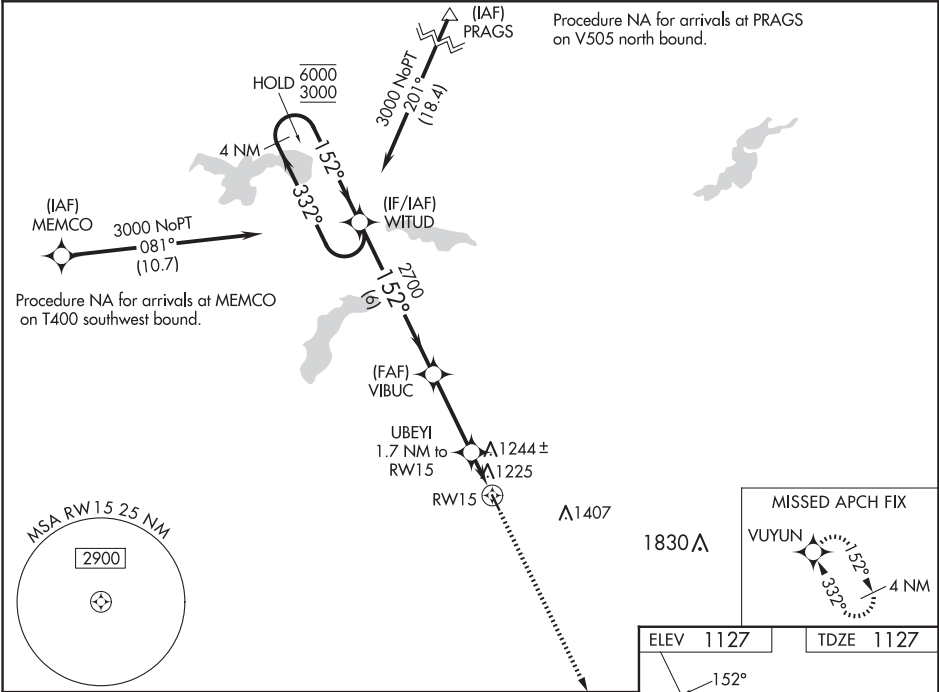 (IAF)
PRAGS
Procedure NA for arrivals at PRAGS
on V505 north bound.
HOLD
6000
3000
3000 NoPT
201°
(18.4)
4 NM
152°
332°
(IF/IAF)
WITUD
(IAF)
MEMCO
3000 NoPT
081°
(10.7)
Procedure NA for arrivals at MEMCO
on T400 southwest bound.
2700
152°
(6)
(FAF)
VIBUC
UBEYI
1.7 NM to
RW15
1244 ±
1225
RW15
1407
1830
MSA RW15 25 NM
2900
MISSED APCH FIX
VUYUN
152°
332°
4 NM
ELEV 1127
TDZE 1127
152°